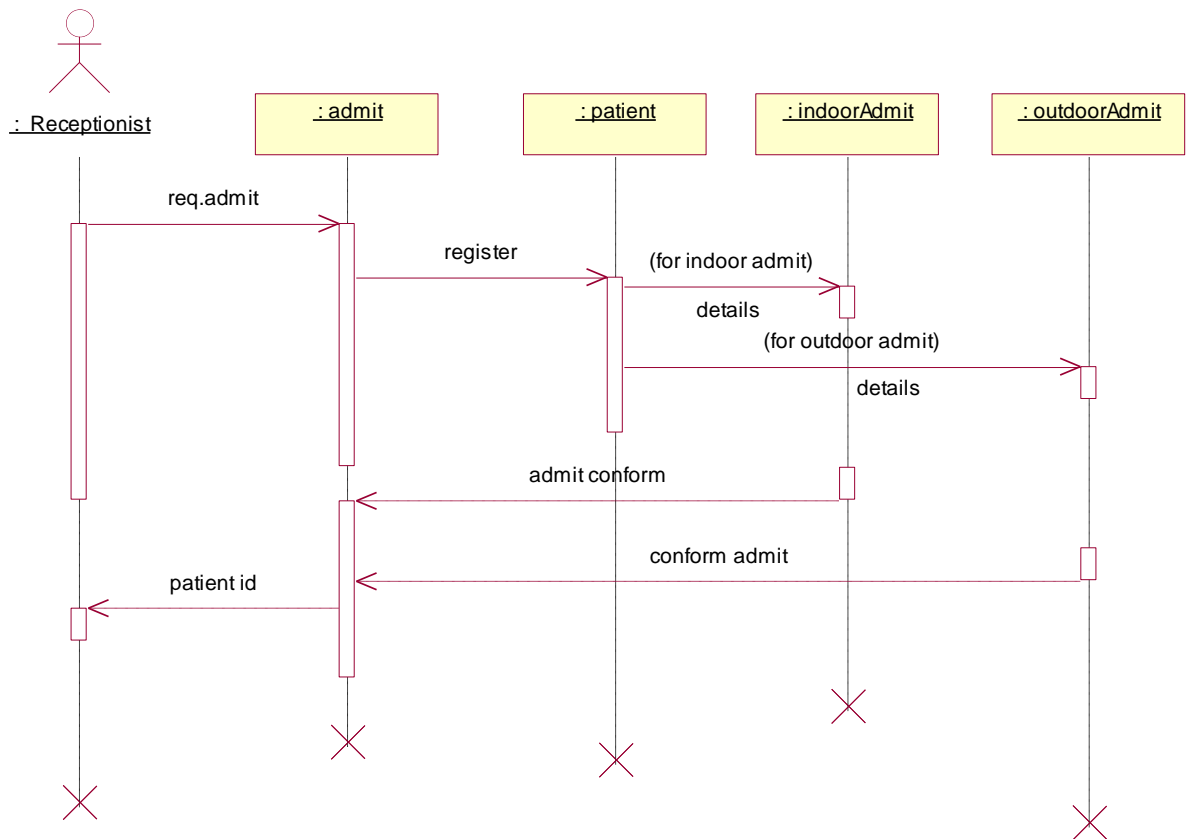 : Receptionist
: admit
: patient
: indoorAdmit
: outdoorAdmit
req.admit
register
(for indoor admit)
details
(for outdoor admit)
details
admit conform
conform admit
patient id